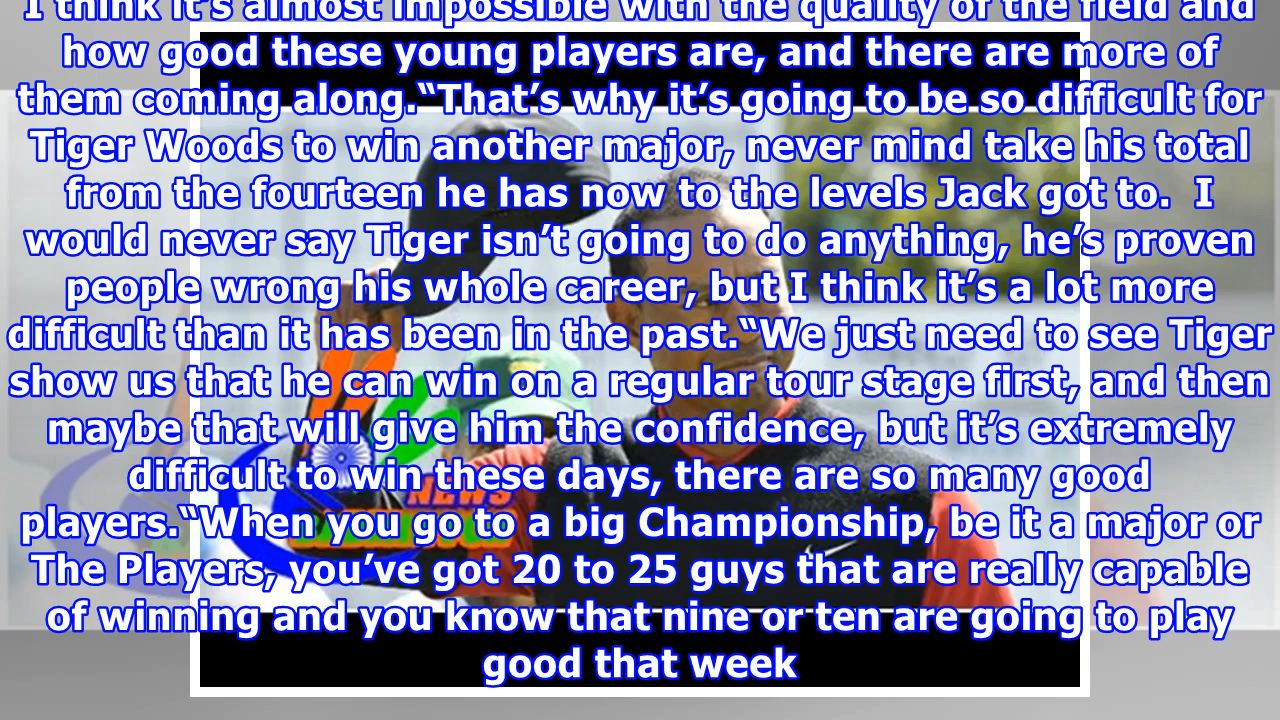 I think it's almost impossible with the quality of the field and
how good these young players are, and there are more of
them coming along.“That’s why it’s going to be so difficult for
Tiger Woods to win another major, never mind take his total
from the fourteen he has now to the levels Jack got to.  I
would never say Tiger isn’t going to do anything, he’s proven
people wrong his whole career, but I think it’s a lot more
difficult than it has been in the past.“We just need to see Tiger
show us that he can win on a regular tour stage first, and then
maybe that will give him the confidence, but it’s extremely
difficult to win these days, there are so many good
players.“When you go to a big Championship, be it a major or
The Players, you’ve got 20 to 25 guys that are really capable
of winning and you know that nine or ten are going to play
good that week
NEWS